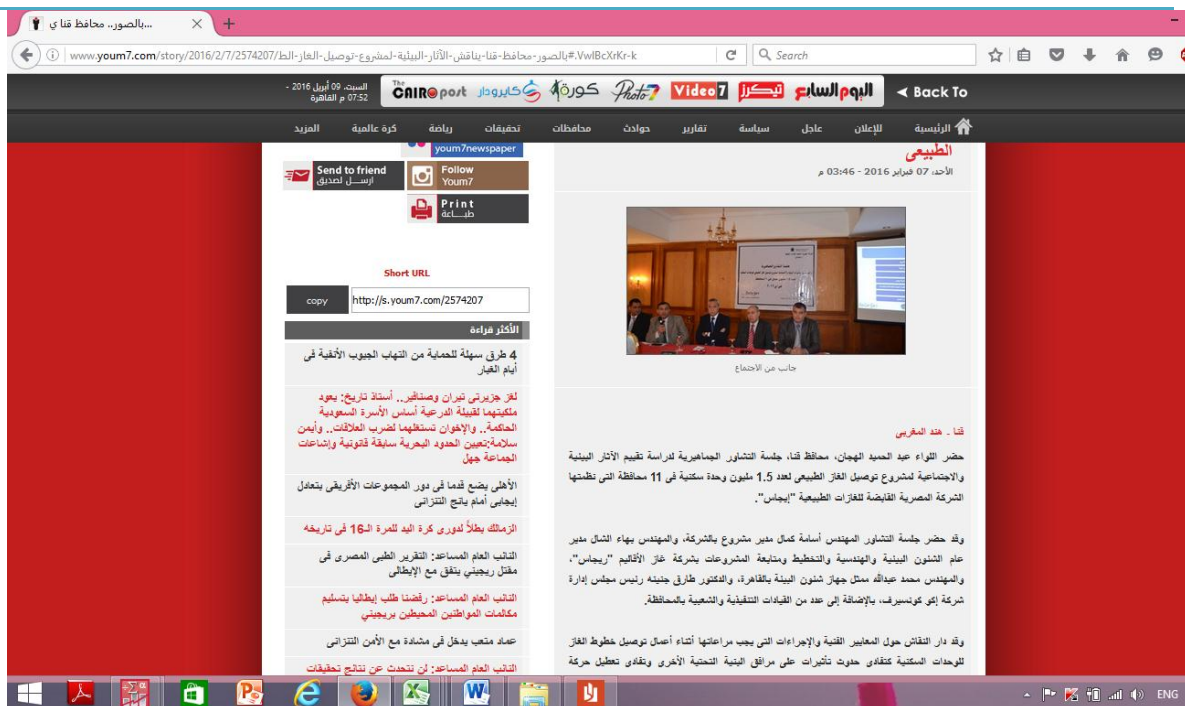 بالصور.. محافظ قنا ي...
www.youm7.com/story/2016/2/7/بالصور-محافظ-قنا-يناقش-الآثار-البيئية-لمشروع-توصيل-الغاز-الط/2574207#.VwlBcXrKr-k
Search
السبت، 09 أبريل 2016 -
07:52 م القاهرة
The CAIRO post
كايرودار
كورة
Photo7
Video7
تيكرز
اليوم السابع
Back To
الرئيسية للإعلان عاجل سياسة تقارير حوادث محافظات تحقيقات رياضة كرة عالمية المزيد
الطبيعى
الأحد، 07 فبراير 2016 - 03:46 م
جانب من الاجتماع
قنا ـ هند المغربى
حضر اللواء عبد الحميد الهجان، محافظ قنا، جلسة التشاور الجماهيرية لدراسة تقييم الآثار البيئية
والاجتماعية لمشروع توصيل الغاز الطبيعى لعدد 1.5 مليون وحدة سكنية فى 11 محافظة التى نظمتها
الشركة المصرية القابضة للغازات الطبيعية "إيجاس".
وقد حضر جلسة التشاور المهندس أسامة كمال مدير مشروع بالشركة، والمهندس بهاء الشال مدير
عام الشئون البيئية والهندسية والتخطيط ومتابعة المشروعات بشركة غاز الأقاليم "ريجاس"،
والمهندس محمد عبدالله ممثل جهاز شئون البيئة بالقاهرة، والدكتور طارق جنينه رئيس مجلس إدارة
شركة إكو كونسيرف، بالإضافة إلى عدد من القيادات التنفيذية والشعبية بالمحافظة.
وقد دار النقاش حول المعايير الفنية والإجراءات التى يجب مراعاتها أثناء أعمال توصيل خطوط الغاز
للوحدات السكنية كتفادى حدوث تأثيرات على مرافق البنية التحتية الأخرى وتفادى تعطيل حركة
youm7newspaper
Send to friend
ارســـل لصديق
Follow
Youm7
Print
طبـــاعة
Short URL
copy
http://s.youm7.com/2574207
الأكثر قراءة
4 طرق سهلة للحماية من التهاب الجيوب الأنفية فى
أيام الغبار
لغز جزيرتى تيران وصنافير.. أستاذ تاريخ: يعود
ملكيتهما لقبيلة الدرعية أساس الأسرة السعودية
الحاكمة.. والإخوان تستغلهما لضرب العلاقات.. وأيمن
سلامة:تعيين الحدود البحرية سابقة قانونية وإشاعات
الجماعة جهل
الأهلى يضع قدما فى دور المجموعات الأفريقى بتعادل
إيجابى أمام يانج التنزانى
الزمالك بطلاً لدورى كرة اليد للمرة الـ16 فى تاريخه
النائب العام المساعد: التقرير الطبى المصرى فى
مقتل ريجيني يتفق مع الإيطالى
النائب العام المساعد: رفضنا طلب إيطاليا بتسليم
مكالمات المواطنين المحيطين بريجيني
عماد متعب يدخل فى مشادة مع الأمن التنزانى
النائب العام المساعد: لن نتحدث عن نتائج تحقيقات
ENG